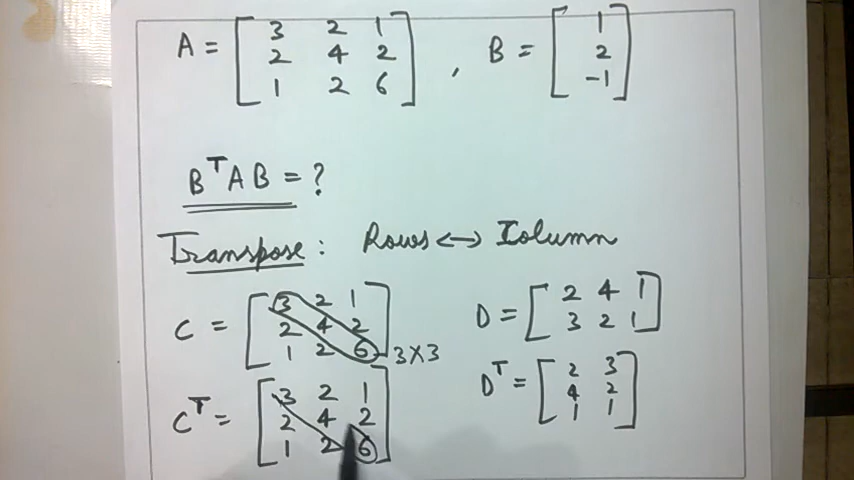 A = [ 3 2 1 , B = [ 1
2 4 2 2
1 2 6 ] -1 ]
B^T A B = ?
Transpose : Rows ↔ Column
C = [ 3 2 1 D = [ 2 4 1
2 4 2 3 2 1 ]
1 2 6 ] 3×3
C^T = [ 3 2 1 D^T = [ 2 3
2 4 2 4 2
1 2 6 ] 1 1 ]